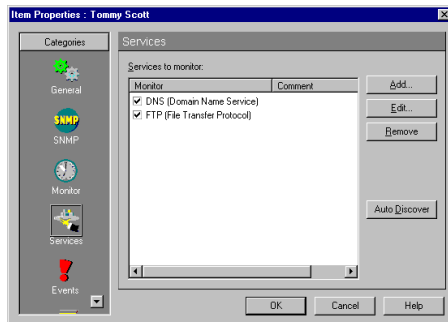 Item Properties : Tommy Scott
Categories
General
SNMP
SNMP
Monitor
Services
Events
Services
Services to monitor:
Monitor Comment
DNS (Domain Name Service)
FTP (File Transfer Protocol)
Add...
Edit...
Remove
Auto Discover
OK Cancel Help